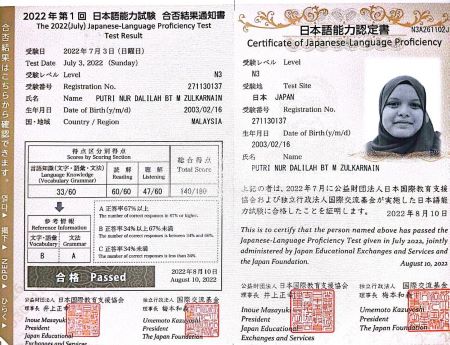 合否結果はこちらから確認できます。
2022年第1回 日本語能力試験 合否結果通知書
The 2022(July) Japanese-Language Proficiency Test
Test Result
受験日 2022年7月3日(日曜日)
Test Date July 3, 2022 (Sunday)
受験レベル Level N3
受験番号 Registration No. 271130137
氏名 Name PUTRI NUR DALILAH BT M ZULKARNAIN
生年月日 Date of Birth(y/m/d) 2003/02/16
国・地域 Country / Region MALAYSIA
得点区分別得点
Scores by Scoring Section
総合得点
Total Score
言語知識(文字・語彙・文法)
Language Knowledge
(Vocabulary/Grammar)
読解
Reading
聴解
Listening
33/60 60/60 47/60 140/180
参考情報
Reference Information
文字・語彙
Vocabulary
文法
Grammar
B A
A 正答率67%以上
The number of correct responses is 67% or higher.
B 正答率34%以上67%未満
The number of correct responses is between 34% and 66%.
C 正答率34%未満
The number of correct responses is less than 34%.
合格 Passed
2022年8月10日
August 10, 2022
公益財団法人 日本国際教育支援協会
理事長 井上正幸
Inoue Masayuki
President
Japan Educational
Exchanges and Services
独立行政法人 国際交流基金
理事長 梅本和義
Umemoto Kazuyoshi
President
The Japan Foundation
N3A261102J
日本語能力認定書
Certificate of Japanese-Language Proficiency
受験レベル Level
N3
受験地 Test Site
日本 JAPAN
受験番号 Registration No.
271130137
生年月日 Date of Birth(y/m/d)
2003/02/16
氏名 Name
PUTRI NUR DALILAH BT M ZULKARNAIN
上記の者は、2022年7月に公益財団法人日本国際教育支援
協会および独立行政法人国際交流基金が実施した日本語能
力試験に合格したことを証明します。
2022年8月10日
This is to certify that the person named above has passed the
Japanese-Language Proficiency Test given in July 2022, jointly
administered by Japan Educational Exchanges and Services and
the Japan Foundation.
August 10, 2022
公益財団法人 日本国際教育支援協会
理事長 井上正幸
Inoue Masayuki
President
Japan Educational
Exchanges and Services
独立行政法人 国際交流基金
理事長 梅本和義
Umemoto Kazuyoshi
President
The Japan Foundation